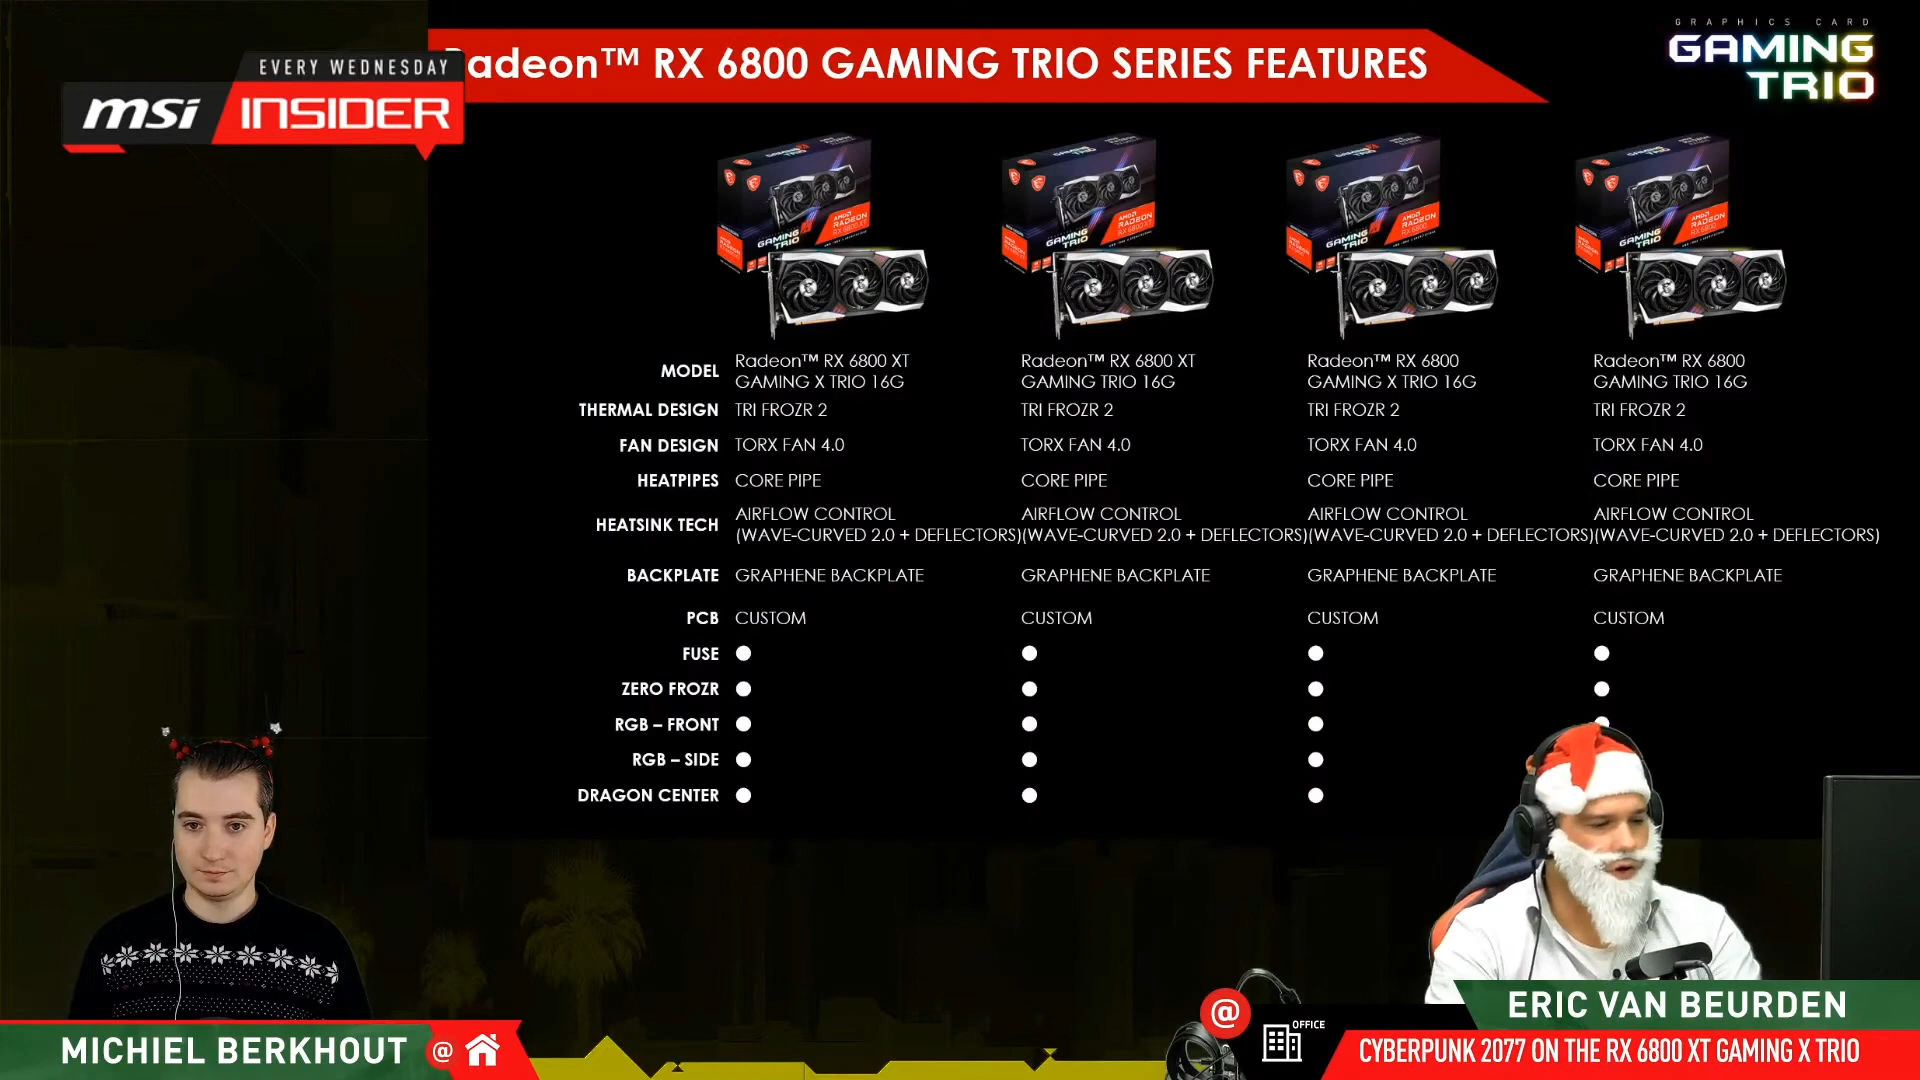 EVERY WEDNESDAY
msi INSIDER
adeon™ RX 6800 GAMING TRIO SERIES FEATURES
GRAPHICS CARD
GAMING
TRIO
MODEL
Radeon™ RX 6800 XT
GAMING X TRIO 16G
Radeon™ RX 6800 XT
GAMING TRIO 16G
Radeon™ RX 6800
GAMING X TRIO 16G
Radeon™ RX 6800
GAMING TRIO 16G
THERMAL DESIGN TRI FROZR 2 TRI FROZR 2 TRI FROZR 2 TRI FROZR 2
FAN DESIGN TORX FAN 4.0 TORX FAN 4.0 TORX FAN 4.0 TORX FAN 4.0
HEATPIPES CORE PIPE CORE PIPE CORE PIPE CORE PIPE
HEATSINK TECH
AIRFLOW CONTROL AIRFLOW CONTROL AIRFLOW CONTROL AIRFLOW CONTROL
(WAVE-CURVED 2.0 + DEFLECTORS)(WAVE-CURVED 2.0 + DEFLECTORS)(WAVE-CURVED 2.0 + DEFLECTORS)(WAVE-CURVED 2.0 + DEFLECTORS)
BACKPLATE GRAPHENE BACKPLATE GRAPHENE BACKPLATE GRAPHENE BACKPLATE GRAPHENE BACKPLATE
PCB CUSTOM CUSTOM CUSTOM CUSTOM
FUSE
ZERO FROZR
RGB – FRONT
RGB – SIDE
DRAGON CENTER
MICHIEL BERKHOUT @
@
OFFICE
ERIC VAN BEURDEN
CYBERPUNK 2077 ON THE RX 6800 XT GAMING X TRIO